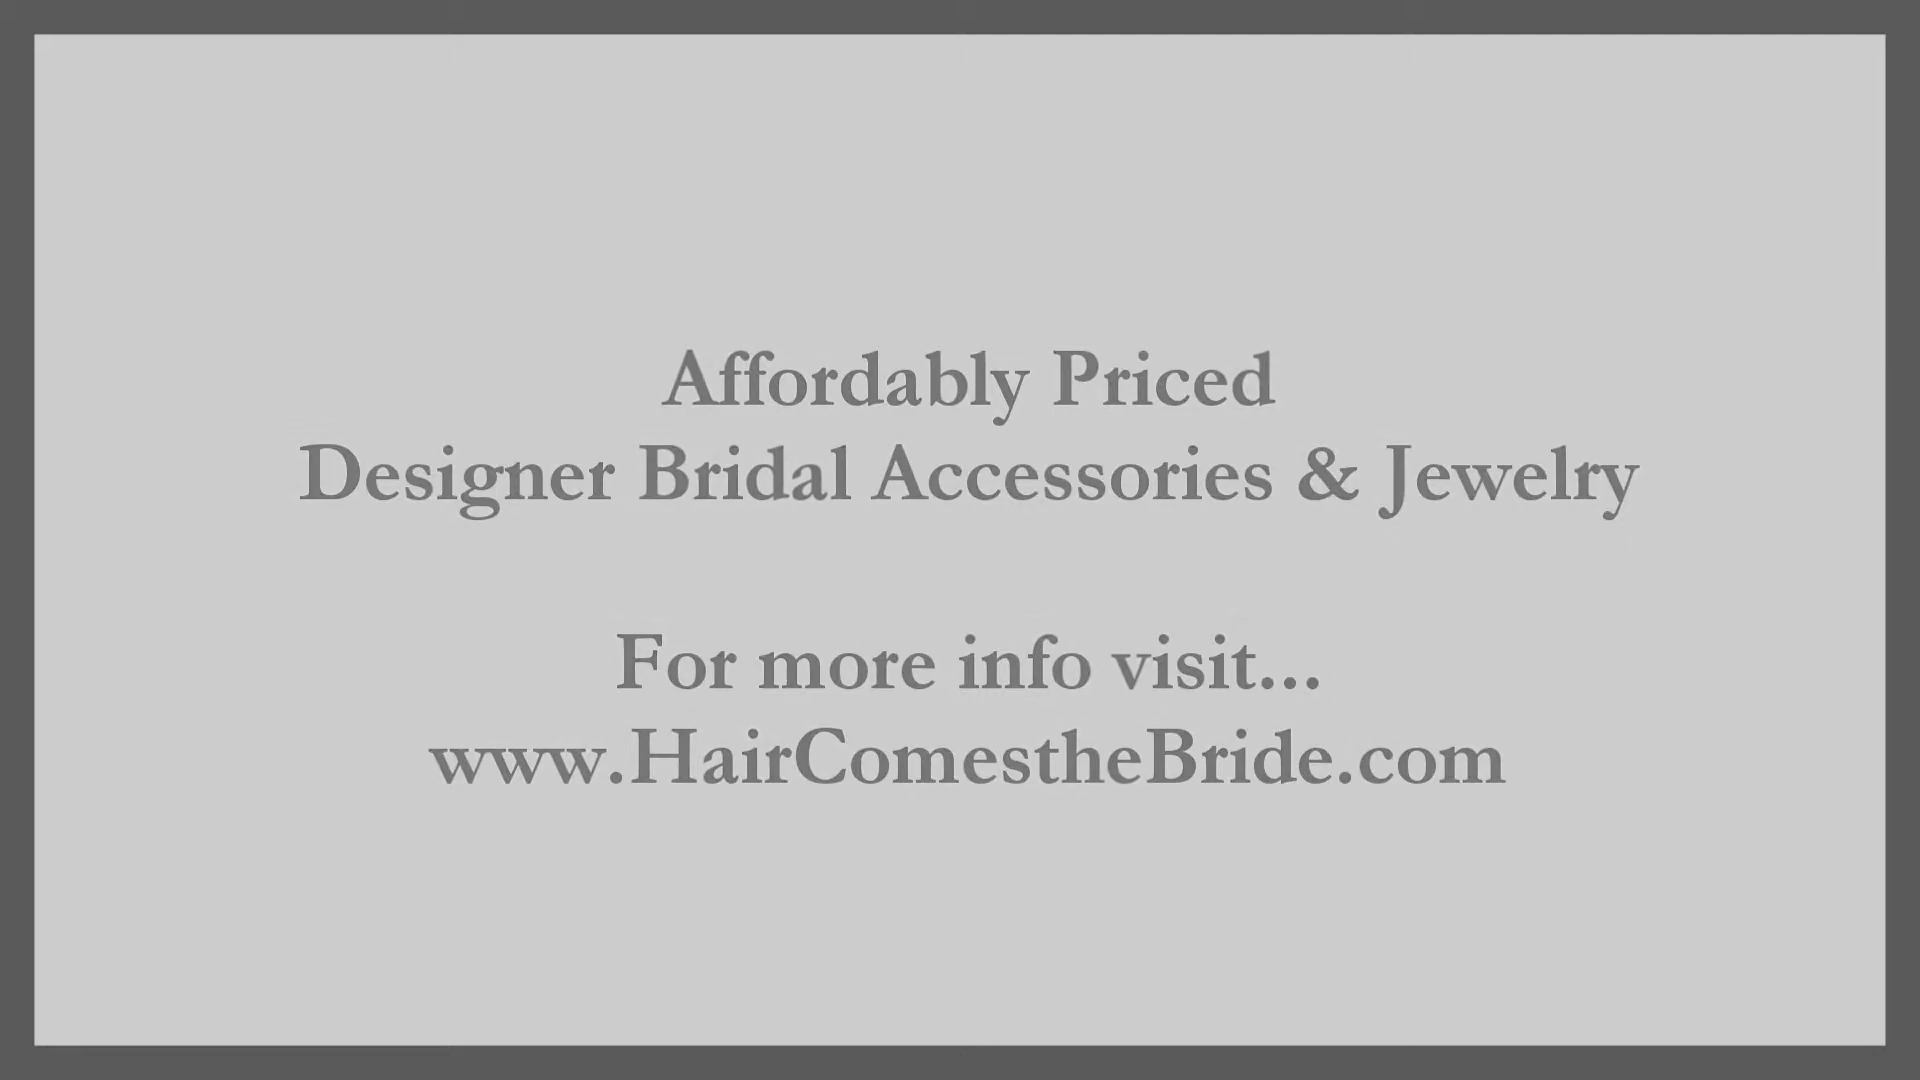 Affordably Priced
Designer Bridal Accessories & Jewelry
For more info visit...
www.HairComestheBride.com